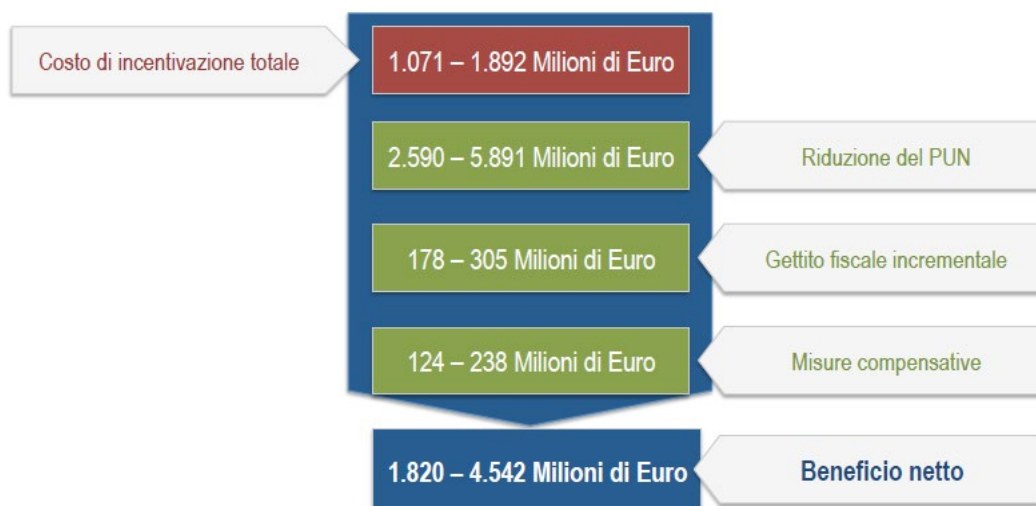 Costo di incentivazione totale
1.071 – 1.892 Milioni di Euro
2.590 – 5.891 Milioni di Euro
Riduzione del PUN
178 – 305 Milioni di Euro
Gettito fiscale incrementale
124 – 238 Milioni di Euro
Misure compensative
1.820 – 4.542 Milioni di Euro
Beneficio netto